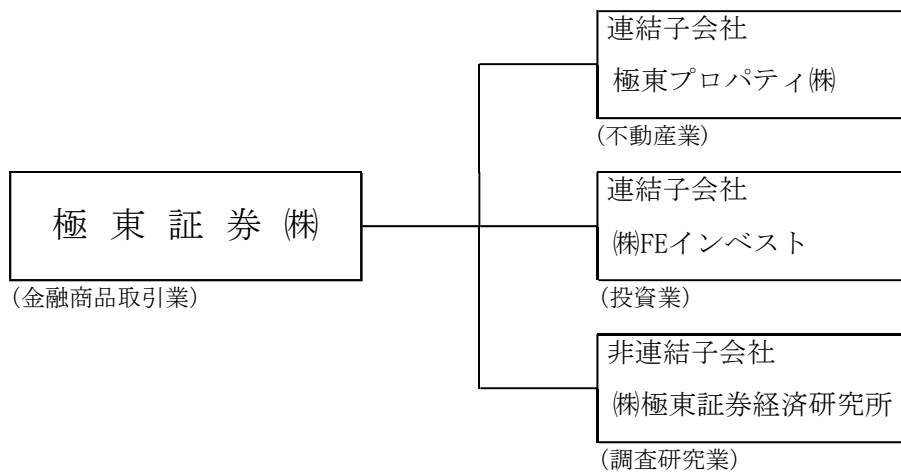 連結子会社
極東プロパティ㈱
(不動産業)
極東証券㈱
(金融商品取引業)
連結子会社
㈱FEインベスト
(投資業)
非連結子会社
㈱極東証券経済研究所
(調査研究業)